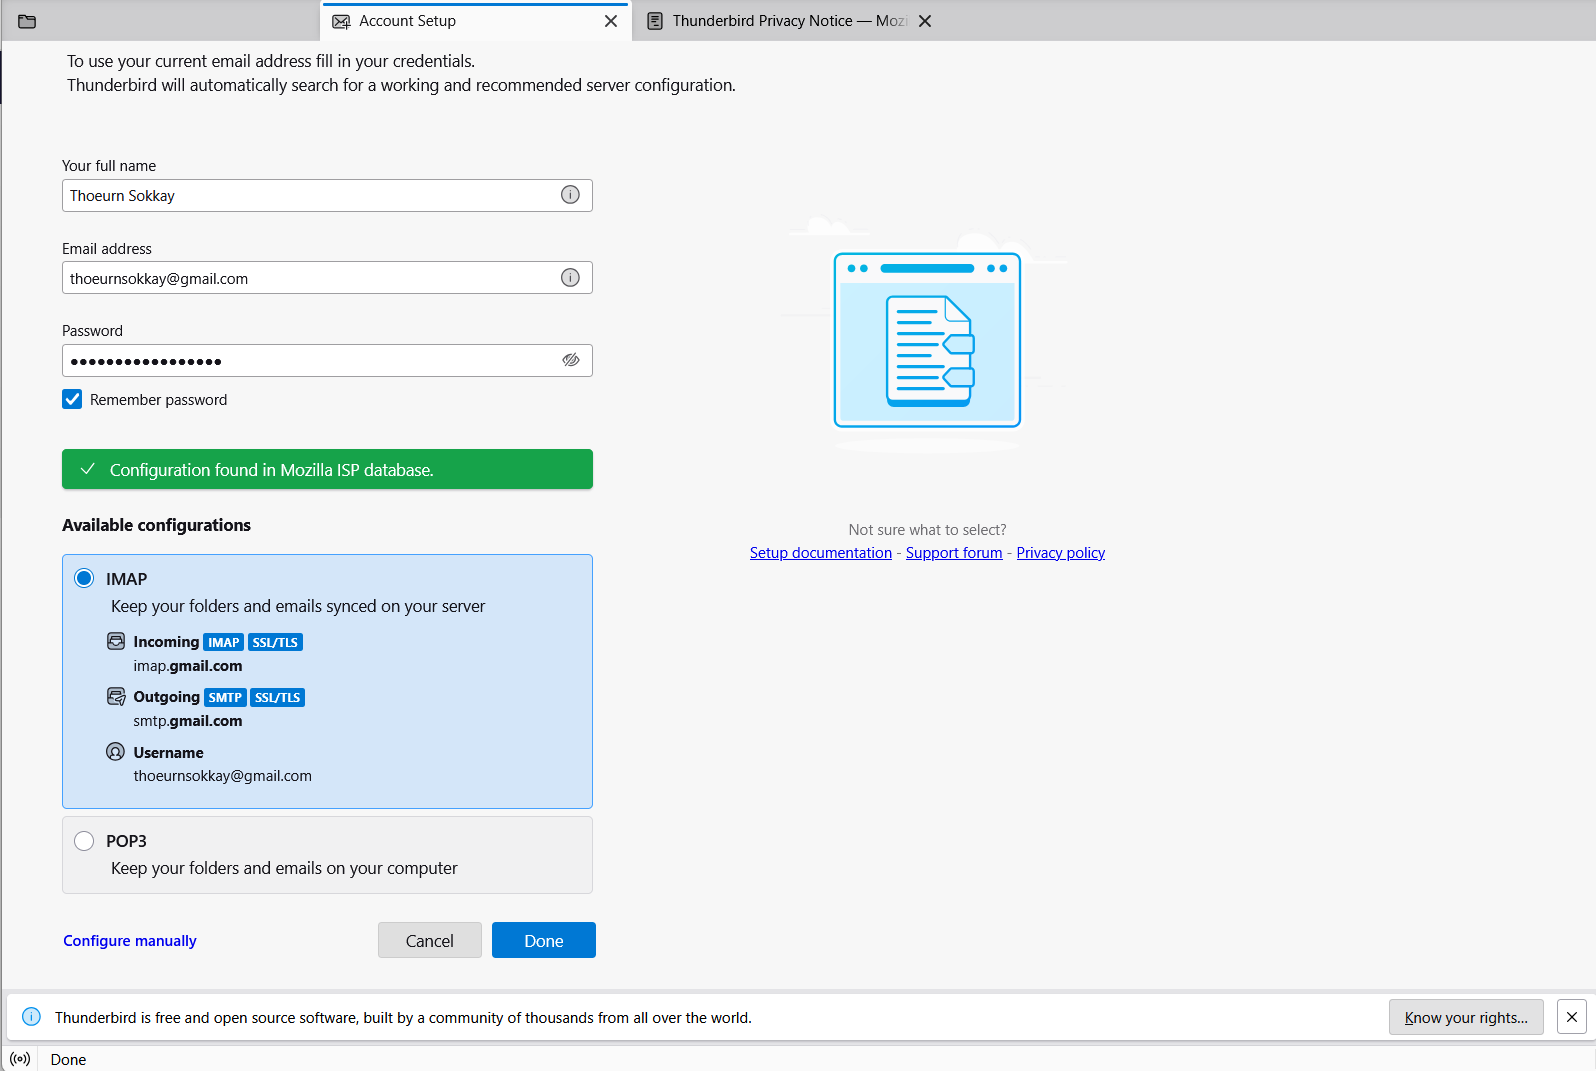 Account Setup
Thunderbird Privacy Notice — Mozi
To use your current email address fill in your credentials.
Thunderbird will automatically search for a working and recommended server configuration.
Your full name
Thoeurn Sokkay
Email address
thoeurnsokkay@gmail.com
Password
Remember password
Configuration found in Mozilla ISP database.
Available configurations
IMAP
Keep your folders and emails synced on your server
Incoming IMAP SSL/TLS
imap.gmail.com
Outgoing SMTP SSL/TLS
smtp.gmail.com
Username
thoeurnsokkay@gmail.com
POP3
Keep your folders and emails on your computer
Configure manually
Cancel
Done
Not sure what to select?
Setup documentation - Support forum - Privacy policy
Thunderbird is free and open source software, built by a community of thousands from all over the world.
Know your rights...
Done